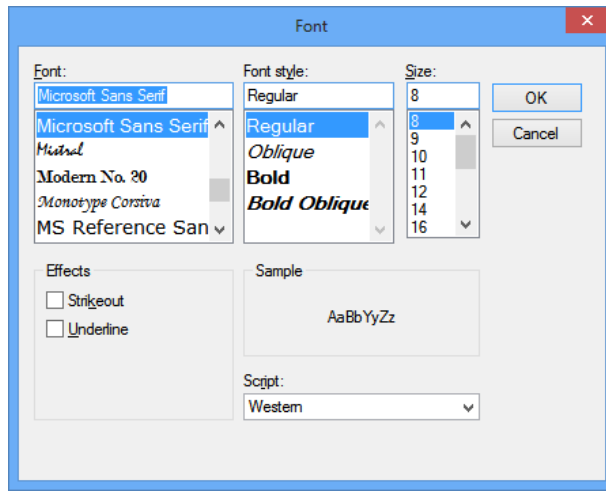 Font
Font:
Microsoft Sans Serif
Microsoft Sans Serif
Mistral
Modern No. 20
Monotype Corsiva
MS Reference San
Font style:
Regular
Regular
Oblique
Bold
Bold Oblique
Size:
8
8
9
10
11
12
14
16
OK
Cancel
Effects
Strikeout
Underline
Sample
AaBbYyZz
Script:
Western